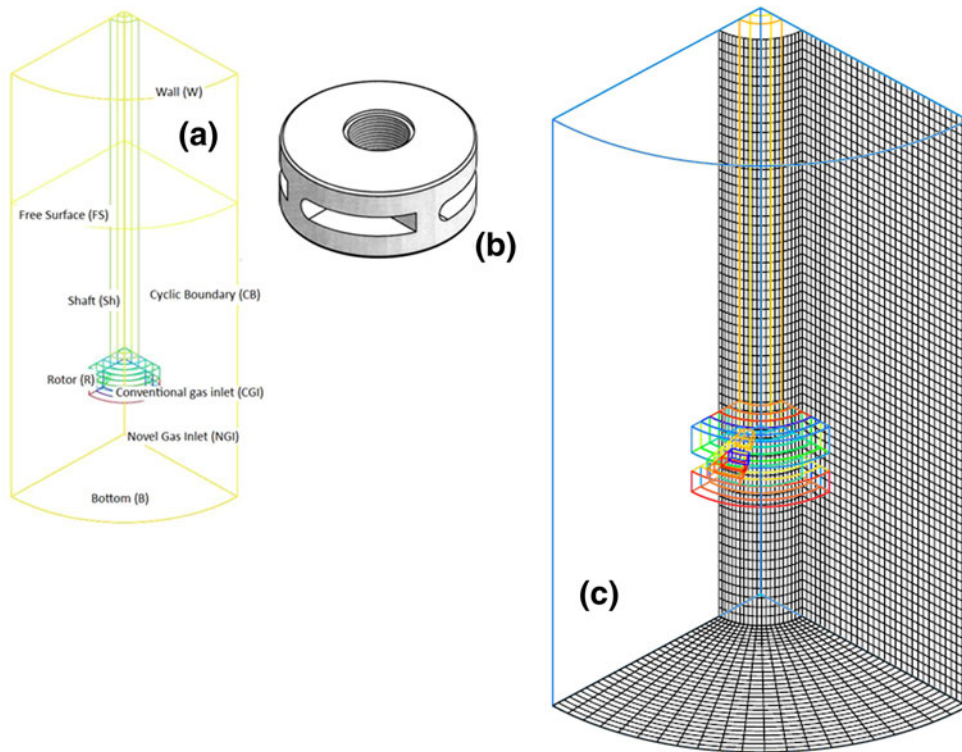 Wall (W)
(a)
Free Surface (FS)
Shaft (Sh)
Cyclic Boundary (CB)
Rotor (R)
Conventional gas inlet (CGI)
Novel Gas Inlet (NGI)
Bottom (B)
(b)
(c)